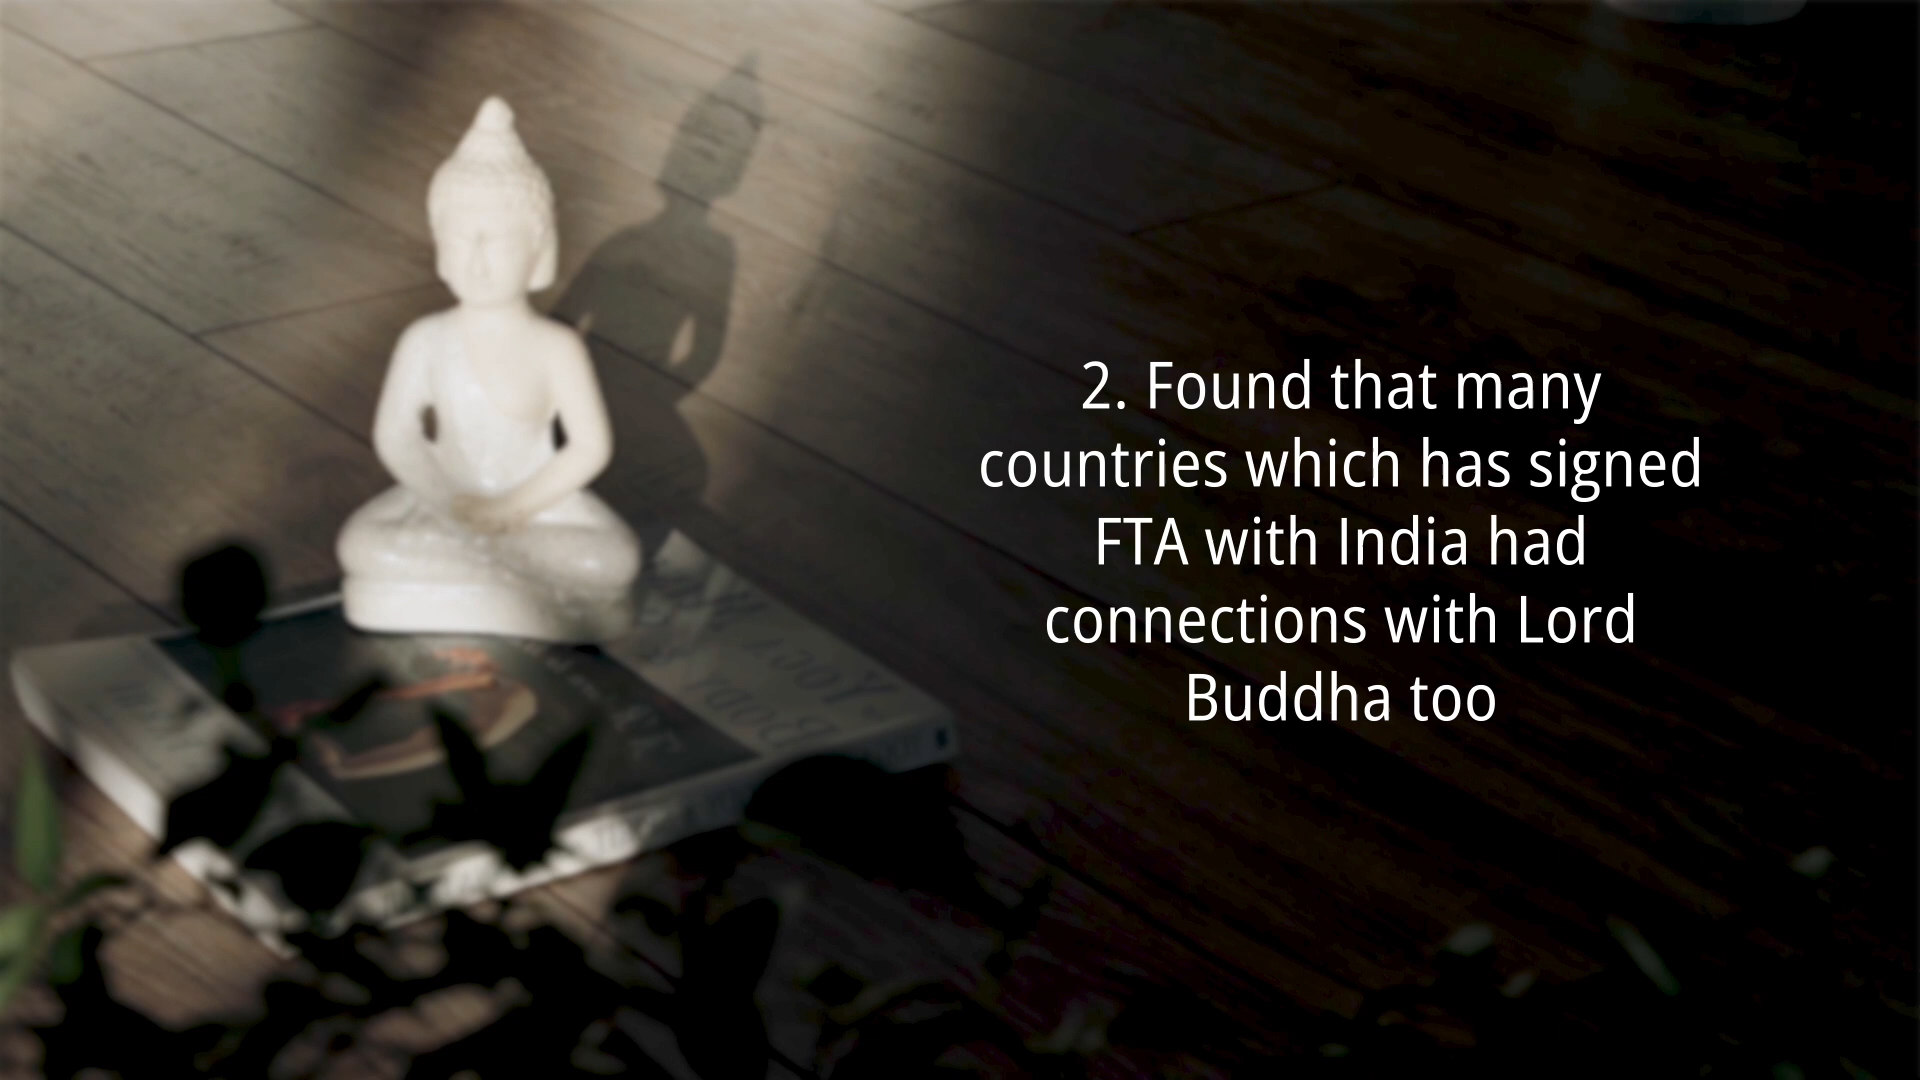 2. Found that many
countries which has signed
FTA with India had
connections with Lord
Buddha too